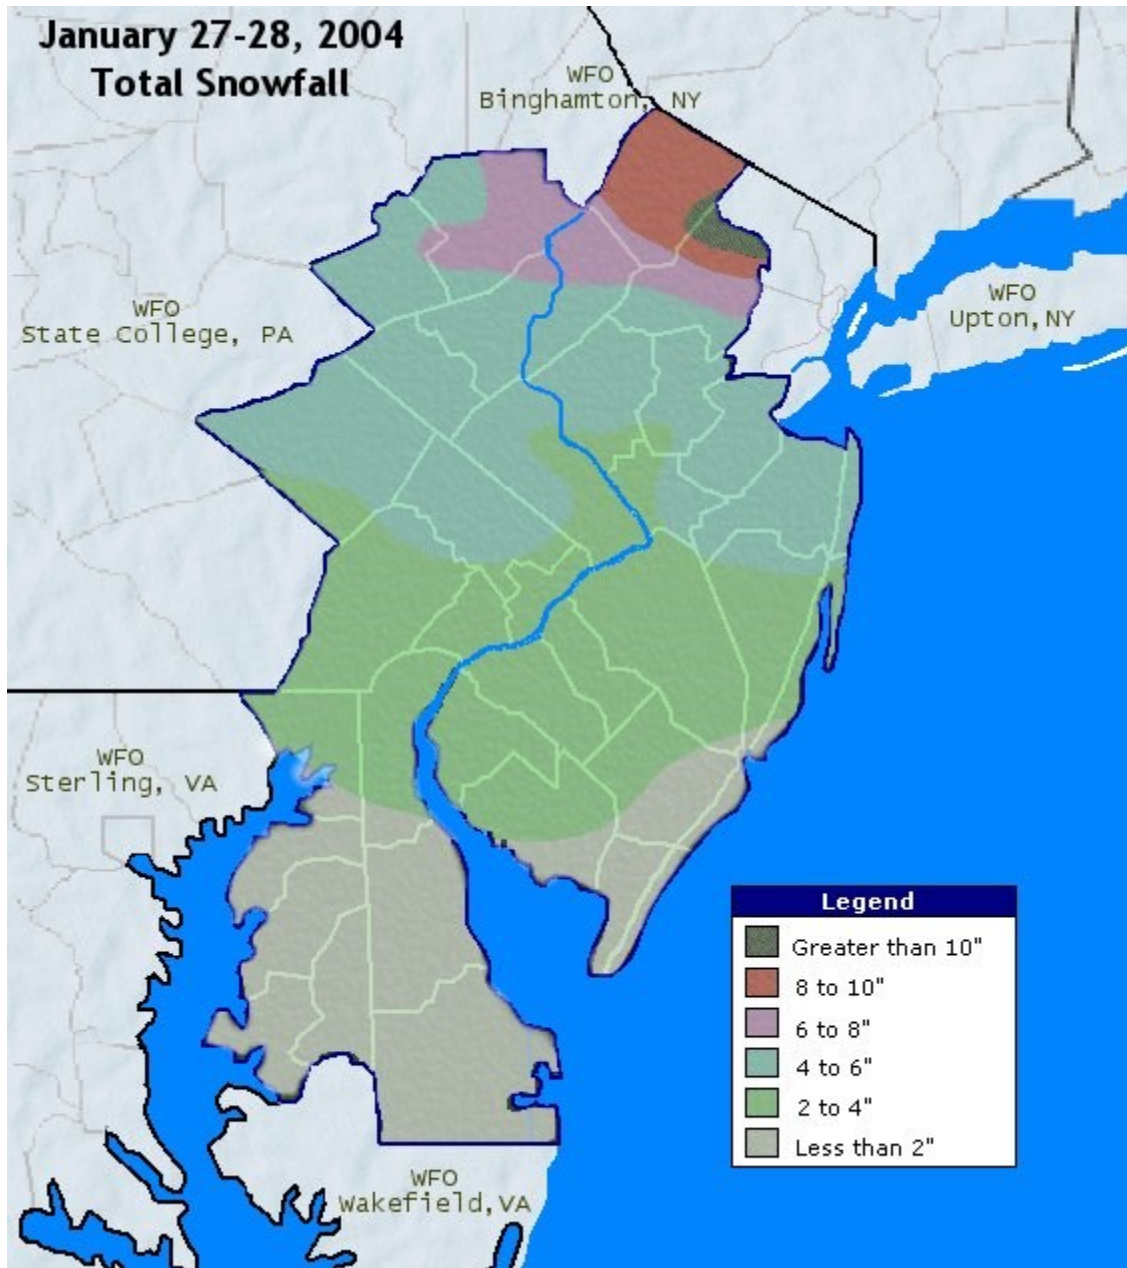 January 27-28, 2004
Total Snowfall
WFO
Binghamton, NY
WFO
State College, PA
WFO
Upton,NY
WFO
Sterling, VA
Legend
Greater than 10"
8 to 10"
6 to 8"
4 to 6"
2 to 4"
Less than 2"
WFO
Wakefield,VA